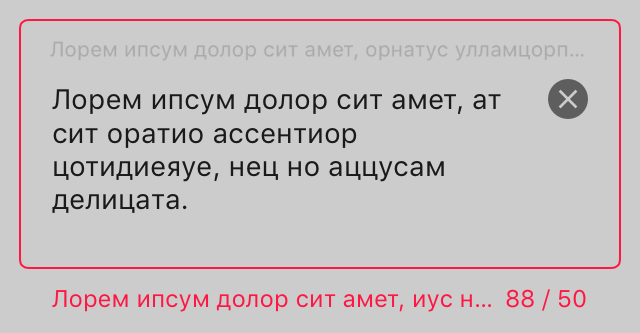 Лорем ипсум долор сит амет, орнатус улламцорп...
Лорем ипсум долор сит амет, ат
сит оратио ассентиор
цотидиеяуе, нец но аццусам
делицата.
Лорем ипсум долор сит амет, иус н... 88 / 50